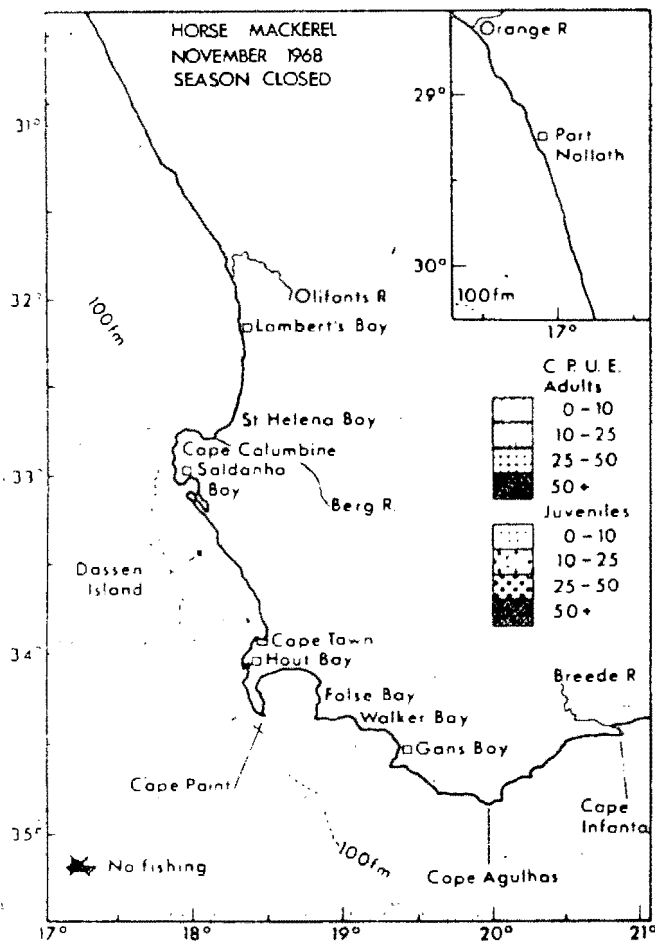 HORSE MACKEREL
NOVEMBER 1968
SEASON CLOSED
Orange R
29°
Port
Nolloth
30°
100fm
17°
31°
32°
100fm
Olifants R
Lambert's Bay
St Helena Bay
Cape Columbine
Saldanha
Bay
33°
Berg R.
Dassen
Island
C P. U. E.
Adults
0-10
10-25
25-50
50+
Juveniles
0-10
10-25
25-50
50+
34°
Cape Town
Hout Bay
False Bay
Walker Bay
Gans Bay
Breede R
Cape Point
Cape
Infanta
35°
100fm
No fishing
Cape Agulhas
17°
18°
19°
20°
21°